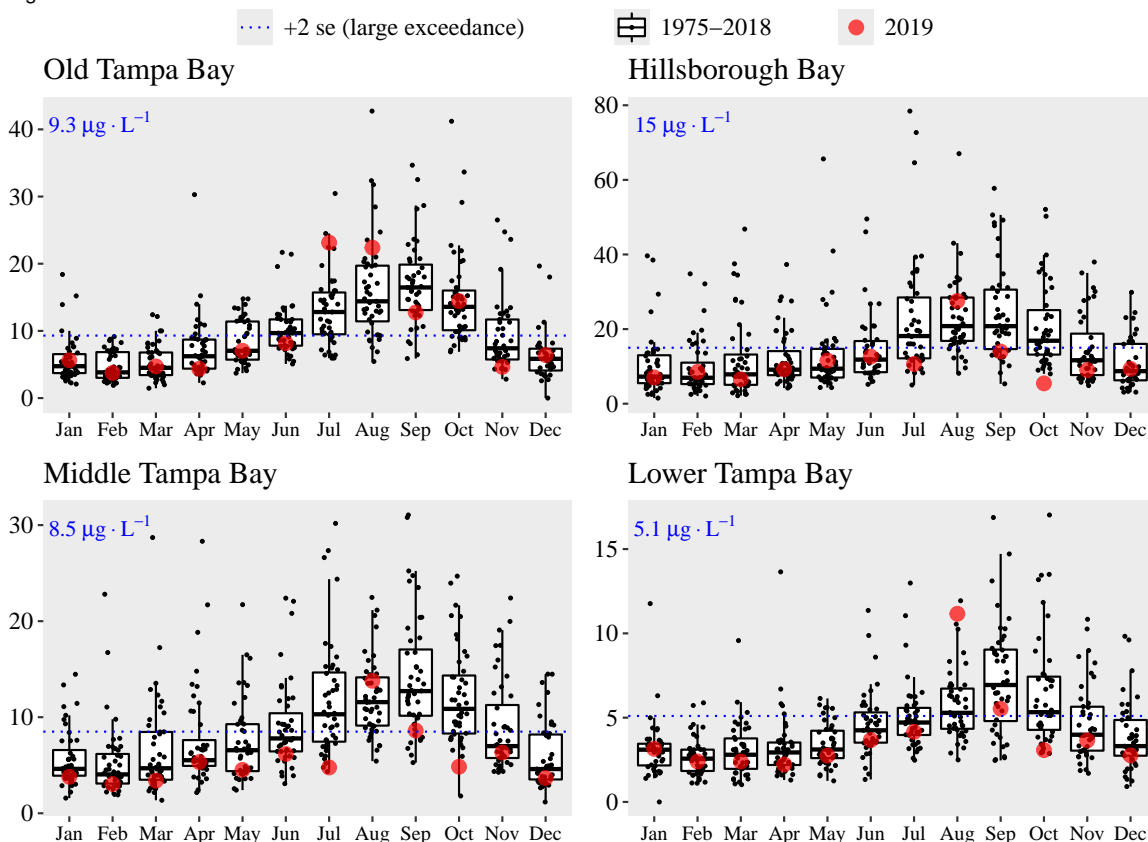 +2 se (large exceedance) 1975–2018 2019
Old Tampa Bay
9.3 μg · L⁻¹
40
30
20
10
0
Jan Feb Mar Apr May Jun Jul Aug Sep Oct Nov Dec
Hillsborough Bay
15 μg · L⁻¹
80
60
40
20
0
Jan Feb Mar Apr May Jun Jul Aug Sep Oct Nov Dec
Middle Tampa Bay
8.5 μg · L⁻¹
30
20
10
0
Jan Feb Mar Apr May Jun Jul Aug Sep Oct Nov Dec
Lower Tampa Bay
5.1 μg · L⁻¹
15
10
5
0
Jan Feb Mar Apr May Jun Jul Aug Sep Oct Nov Dec